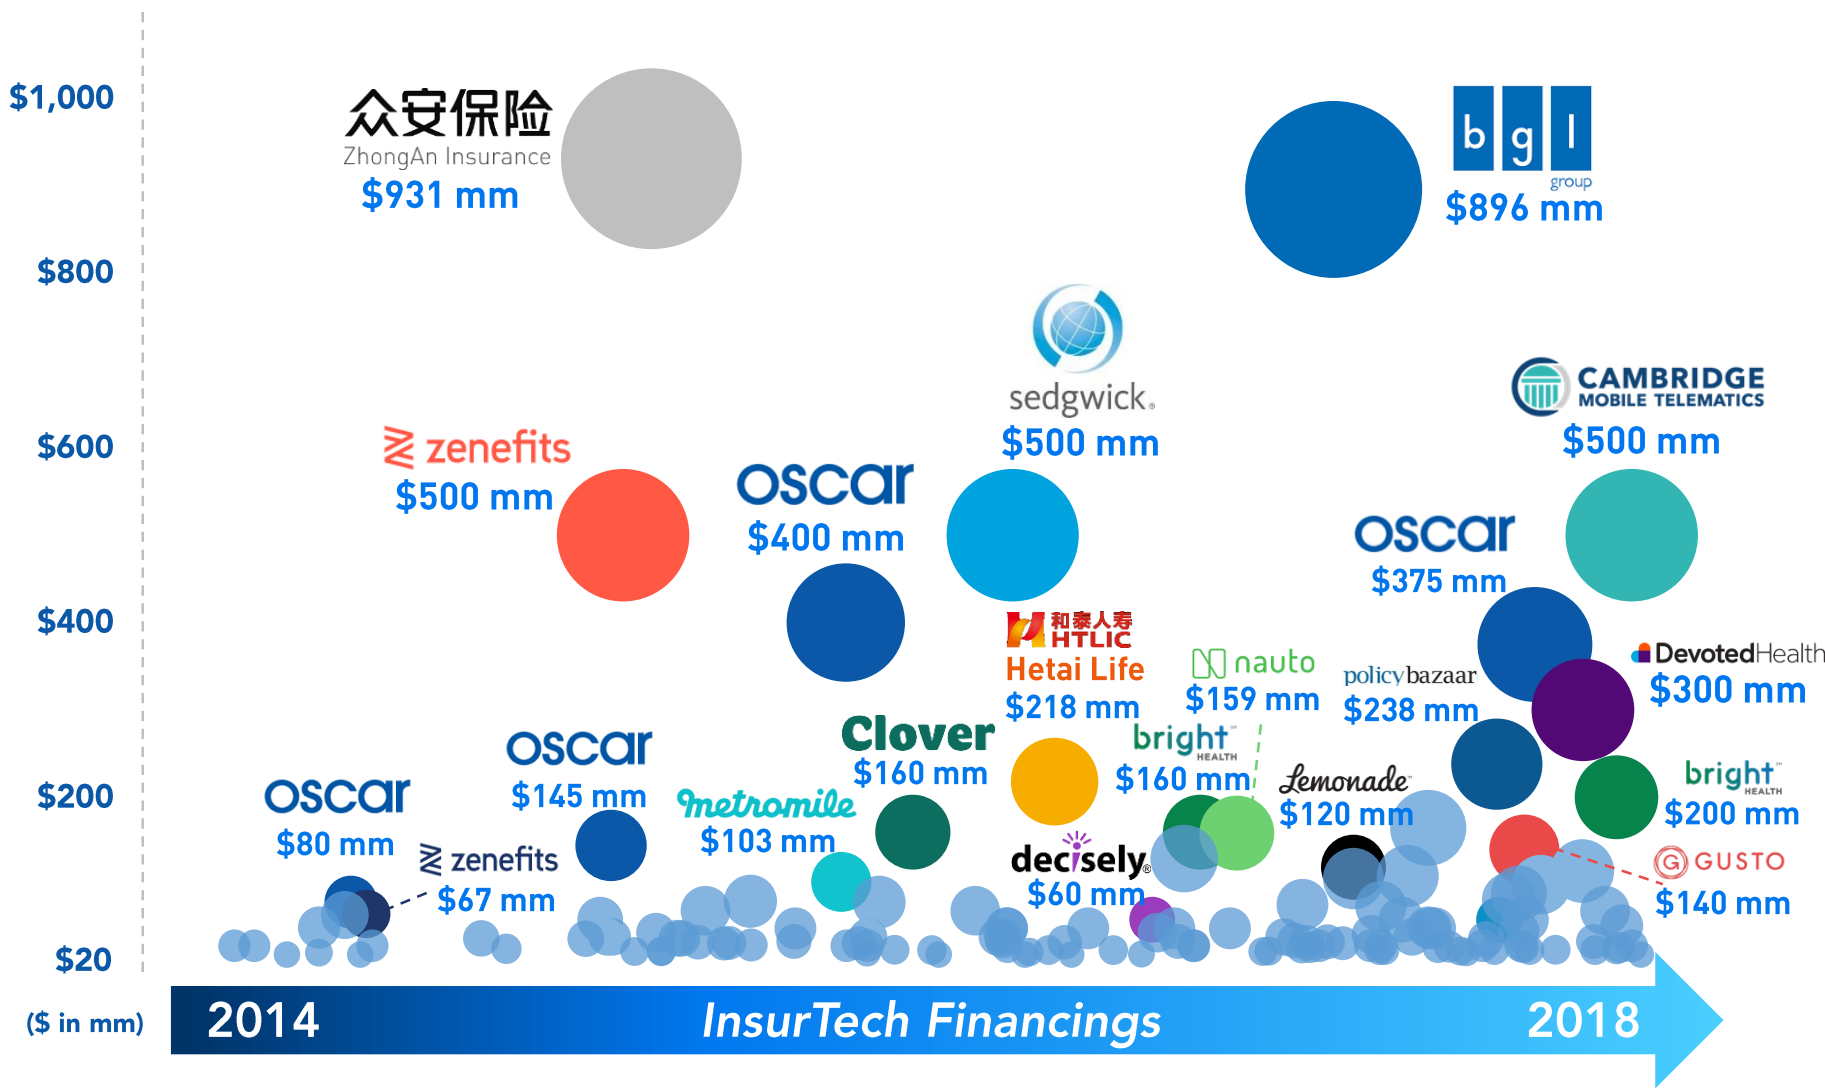 $1,000
$800
$600
$400
$200
$20
($ in mm)
众安保险
ZhongAn Insurance
$931 mm
b g l
group
$896 mm
sedgwick®
$500 mm
CAMBRIDGE
MOBILE TELEMATICS
$500 mm
zenefits
$500 mm
oscar
$400 mm
oscar
$375 mm
和泰人寿
HTLIC
Hetai Life
$218 mm
nauto
$159 mm
policybazaar
$238 mm
DevotedHealth
$300 mm
oscar
$145 mm
Clover
$160 mm
bright
HEALTH
$160 mm
Lemonade
$120 mm
bright
HEALTH
$200 mm
oscar
$80 mm
metromile
$103 mm
decisely®
$60 mm
zenefits
$67 mm
G GUSTO
$140 mm
2014
InsurTech Financings
2018